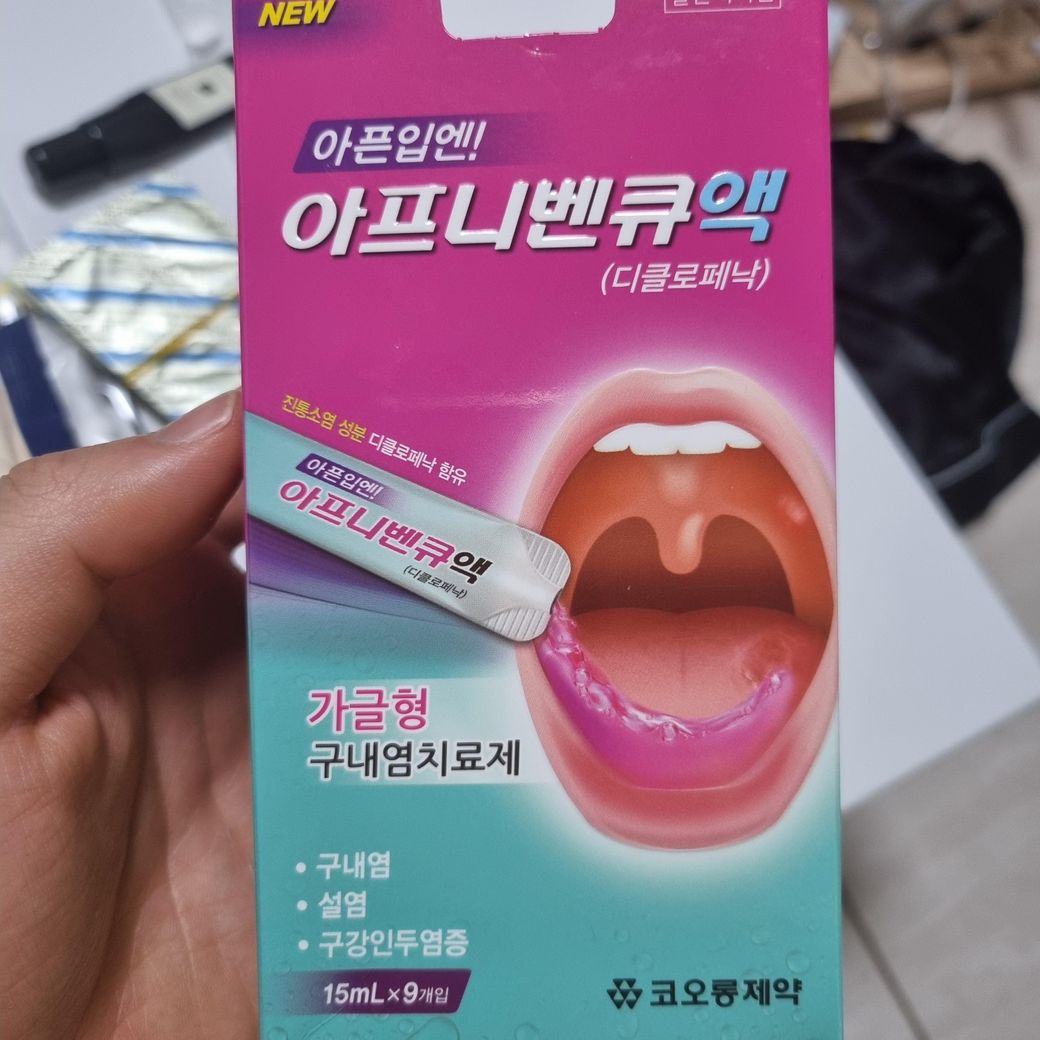 NEW
아픈입엔!
아프니벤큐액
(디클로페낙)
진통소염 성분 디클로페낙 함유
아픈입엔!
아프니벤큐액
(디클로페낙)
가글형
구내염치료제
• 구내염
• 설염
• 구강인두염증
15mL×9개입
코오롱제약